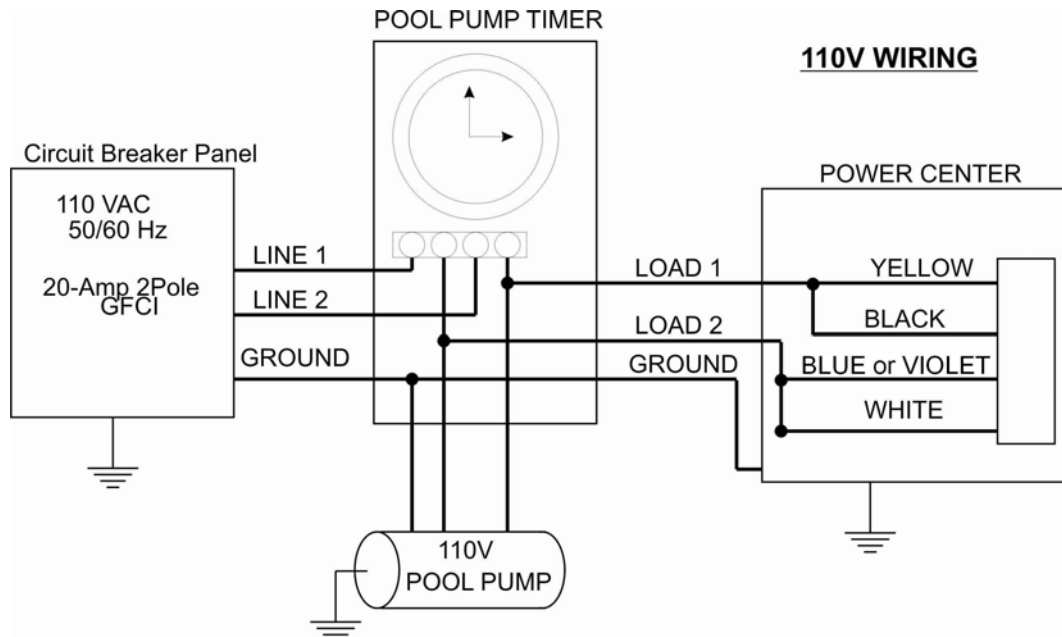 POOL PUMP TIMER
110V WIRING
Circuit Breaker Panel
110 VAC
50/60 Hz
20-Amp 2Pole
GFCI
LINE 1
LINE 2
GROUND
POWER CENTER
LOAD 1
LOAD 2
GROUND
YELLOW
BLACK
BLUE or VIOLET
WHITE
110V
POOL PUMP